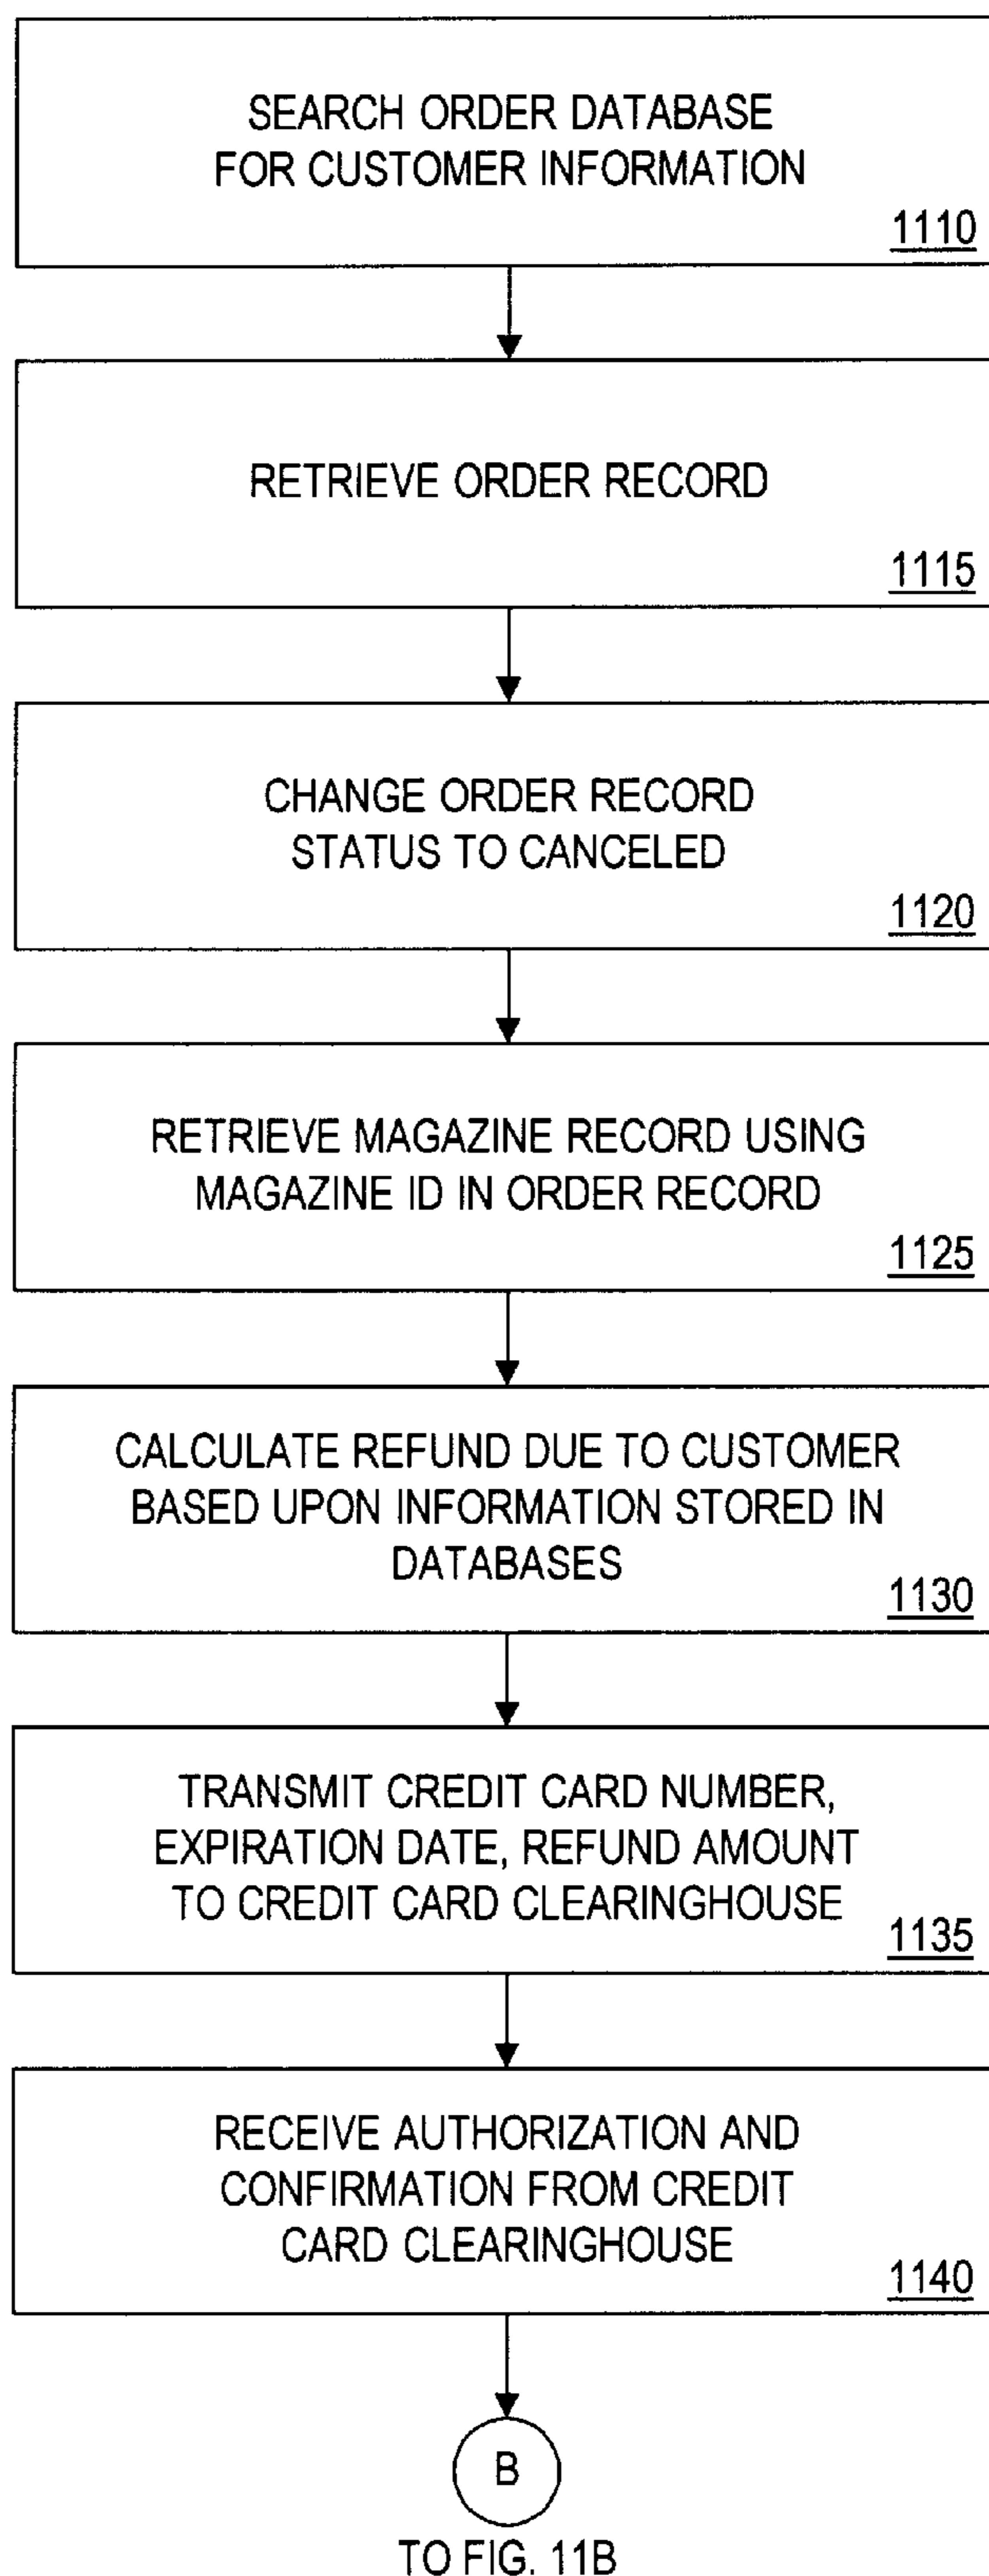 SEARCH ORDER DATABASE
FOR CUSTOMER INFORMATION
1110
RETRIEVE ORDER RECORD
1115
CHANGE ORDER RECORD
STATUS TO CANCELED
1120
RETRIEVE MAGAZINE RECORD USING
MAGAZINE ID IN ORDER RECORD
1125
CALCULATE REFUND DUE TO CUSTOMER
BASED UPON INFORMATION STORED IN
DATABASES
1130
TRANSMIT CREDIT CARD NUMBER,
EXPIRATION DATE, REFUND AMOUNT
TO CREDIT CARD CLEARINGHOUSE
1135
RECEIVE AUTHORIZATION AND
CONFIRMATION FROM CREDIT
CARD CLEARINGHOUSE
1140
B
TO FIG. 11B